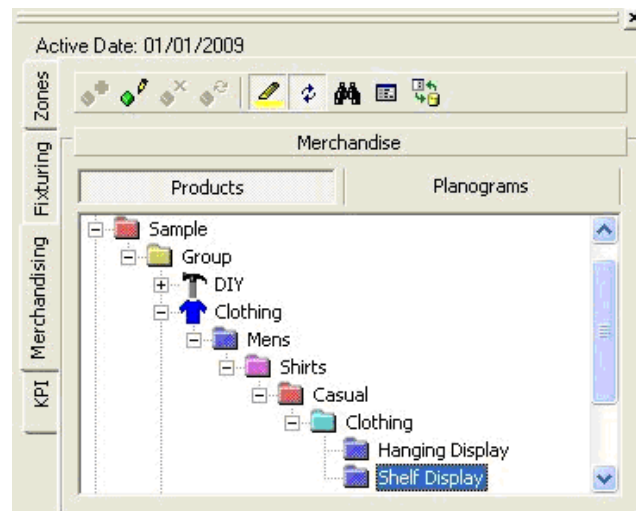 Active Date: 01/01/2009
Zones
Fixturing
Merchandising
KPI
Merchandise
Products Planograms
Sample
Group
DIY
Clothing
Mens
Shirts
Casual
Clothing
Hanging Display
Shelf Display